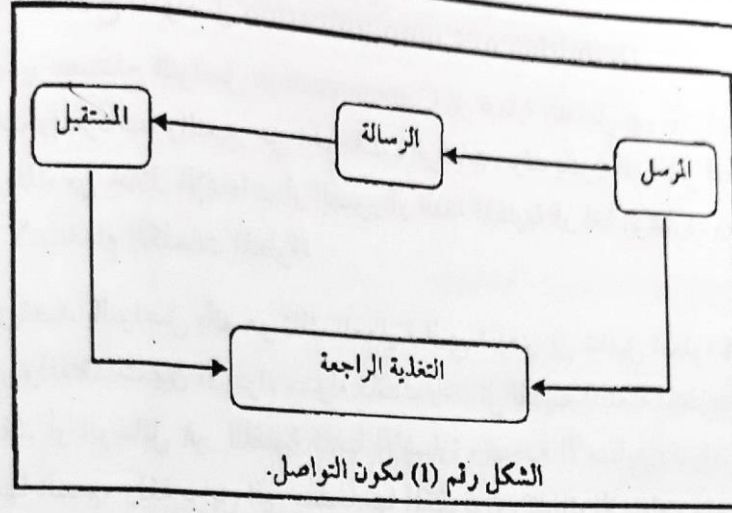 المرسل
الرسالة
المستقبل
التغذية الراجعة
الشكل رقم (1) مكون التواصل.